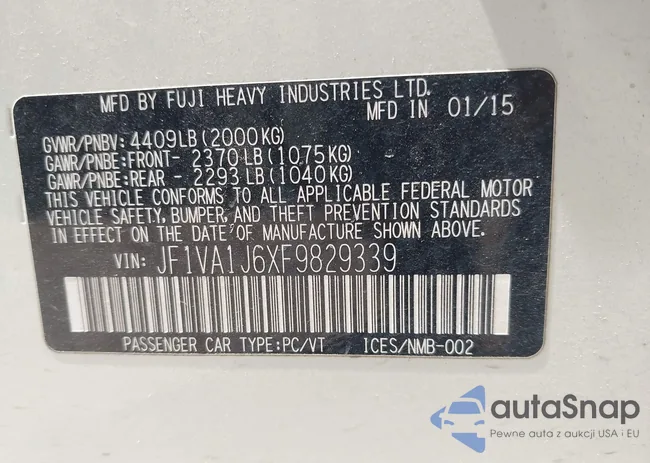 MFD BY FUJI HEAVY INDUSTRIES LTD.
MFD IN 01/15
GVWR/PNBV: 4409LB(2000KG)
GAWR/PNBE:FRONT- 2370LB(1075KG)
GAWR/PNBE:REAR - 2293LB(1040KG)
THIS VEHICLE CONFORMS TO ALL APPLICABLE FEDERAL MOTOR
VEHICLE SAFETY, BUMPER, AND THEFT PREVENTION STANDARDS
IN EFFECT ON THE DATE OF MANUFACTURE SHOWN ABOVE.
VIN: JF1VA1J6XF9829339
PASSENGER CAR TYPE:PC/VT ICES/NMB-002
autaSnap
Pewne auta z aukcji USA i EU